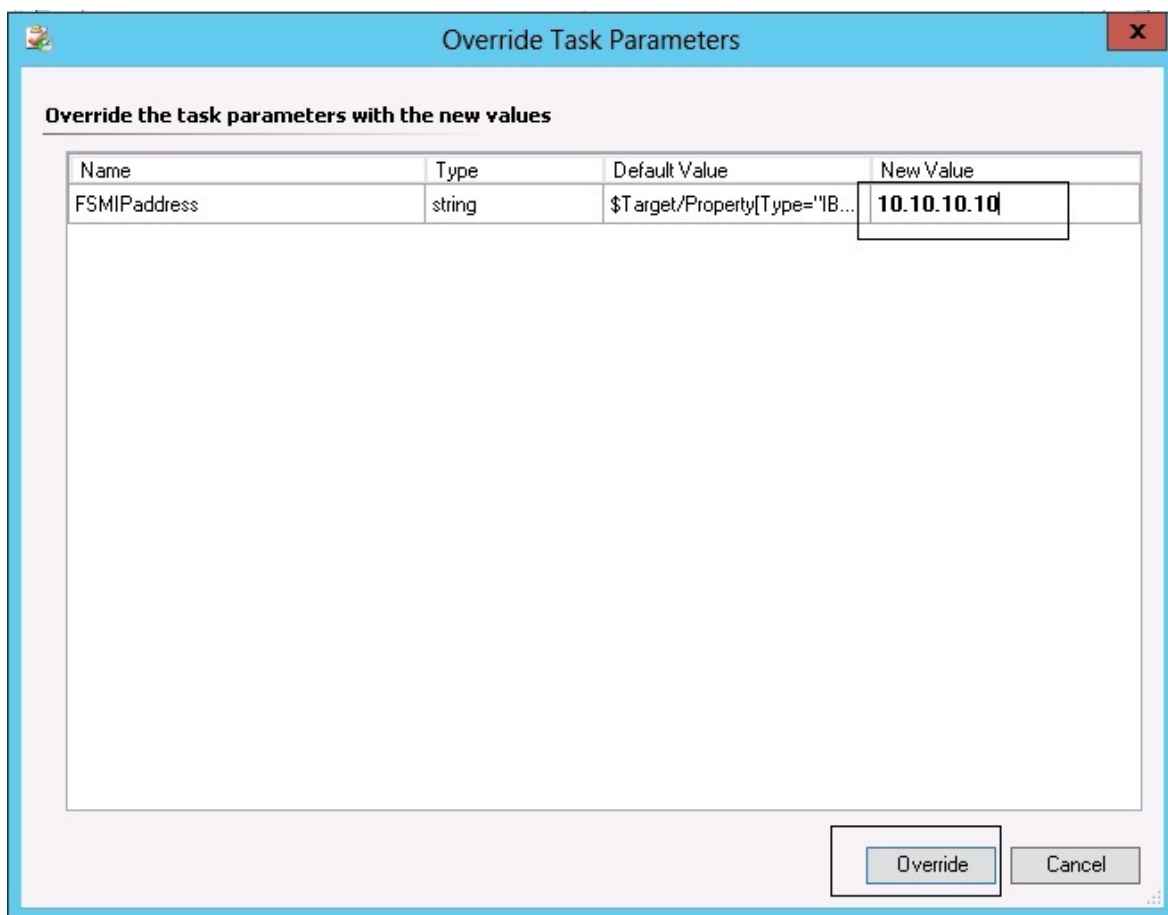 Override Task Parameters
x
Override the task parameters with the new values
Name Type Default Value New Value
FSMIPaddress string $Target/Property[Type="IB... 10.10.10.10
Override Cancel